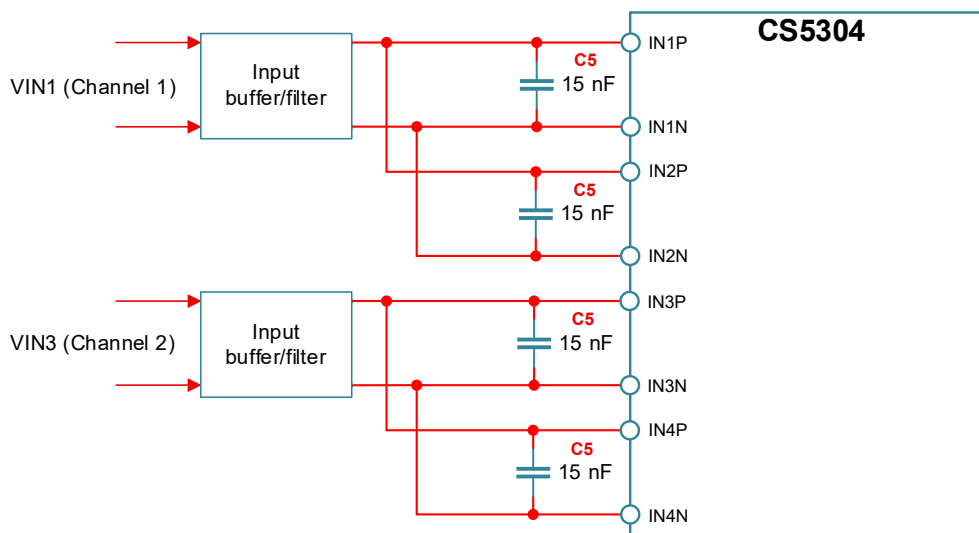 CS5304
VIN1 (Channel 1)
Input
buffer/filter
C5
15 nF
IN1P
IN1N
C5
15 nF
IN2P
IN2N
VIN3 (Channel 2)
Input
buffer/filter
C5
15 nF
IN3P
IN3N
C5
15 nF
IN4P
IN4N